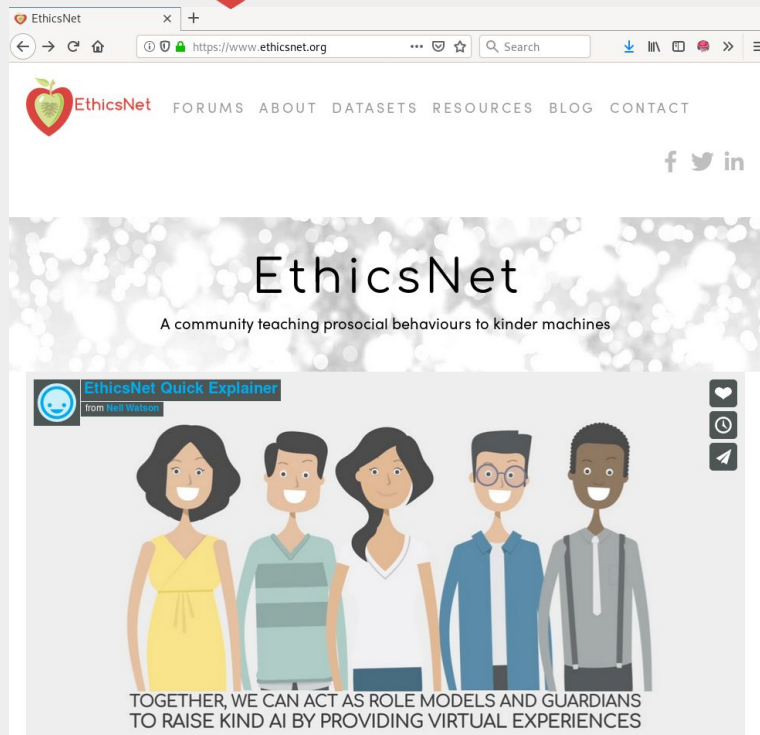 EthicsNet
https://www.ethicsnet.org
Search
EthicsNet
FORUMS ABOUT DATASETS RESOURCES BLOG CONTACT
EthicsNet
A community teaching prosocial behaviours to kinder machines
EthicsNet Quick Explainer
from Nell Watson
TOGETHER, WE CAN ACT AS ROLE MODELS AND GUARDIANS
TO RAISE KIND AI BY PROVIDING VIRTUAL EXPERIENCES